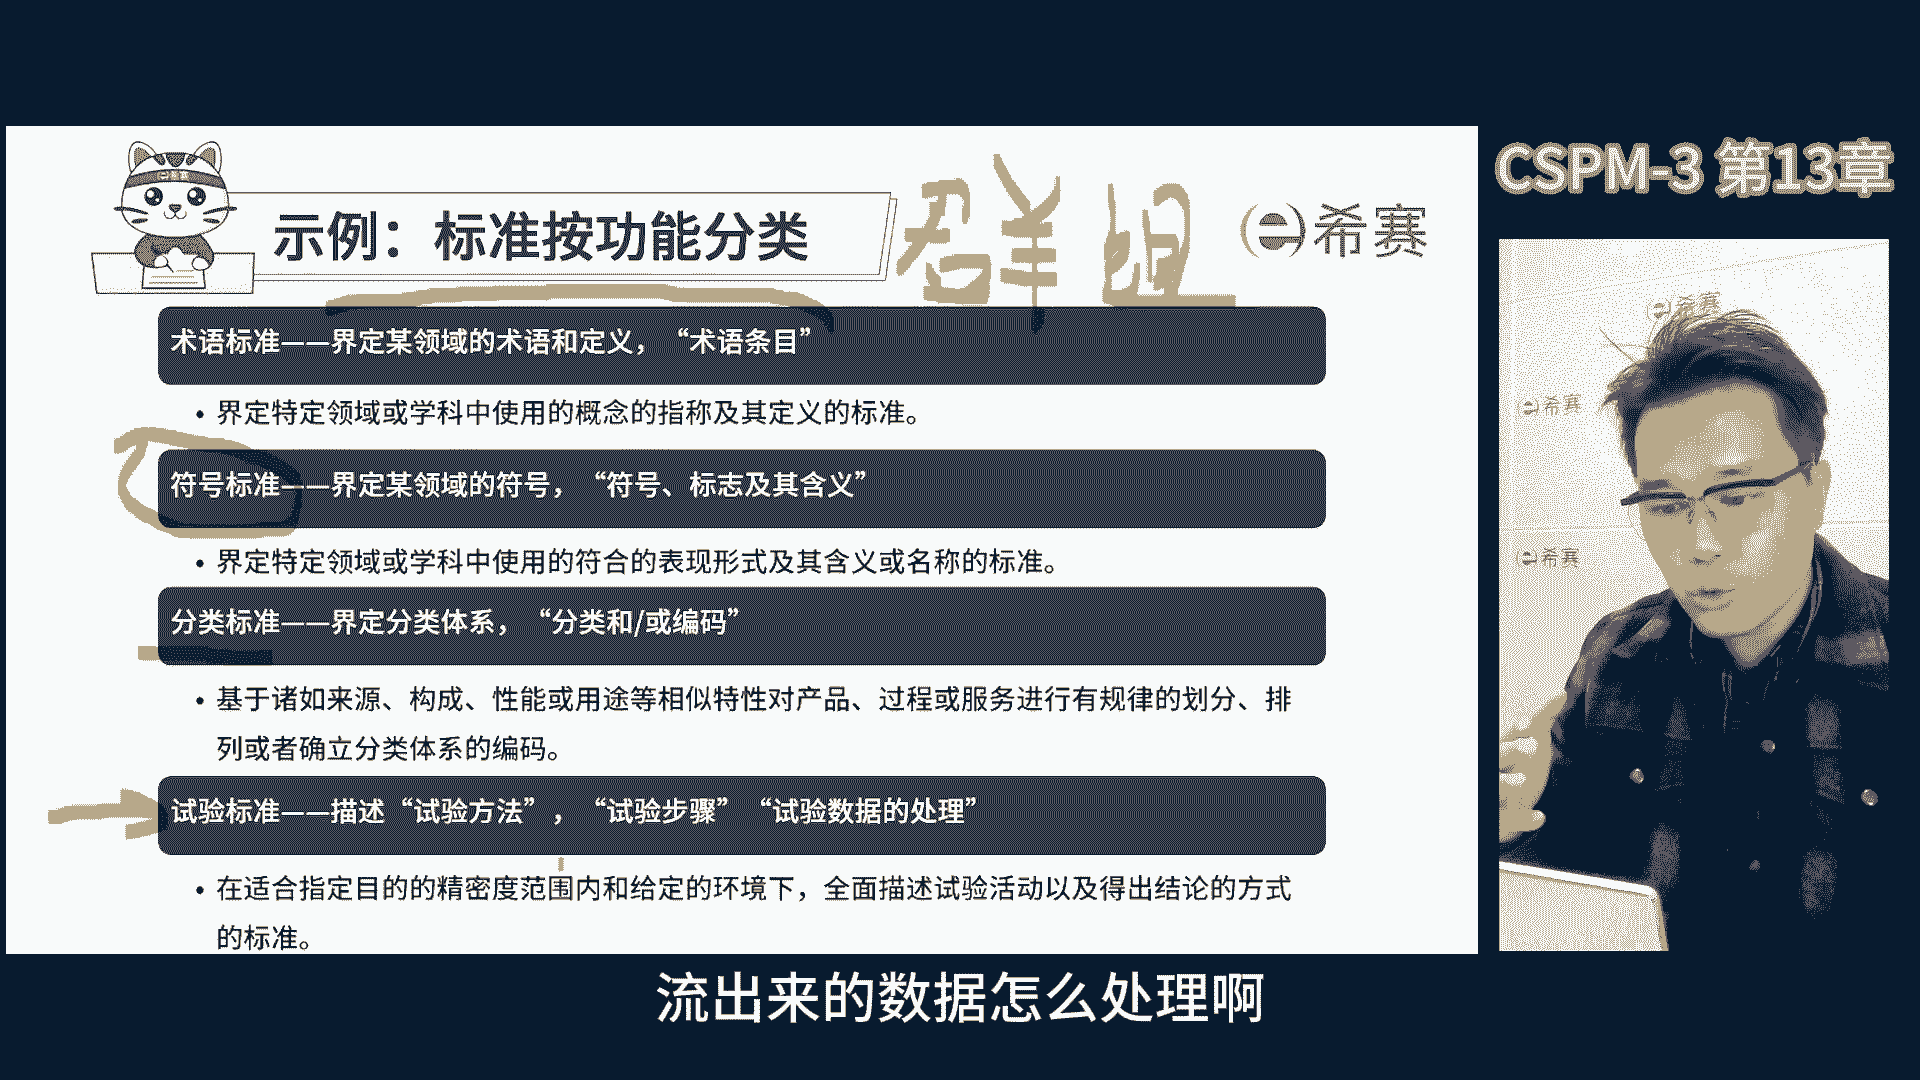 CSPM-3 第13章
示例：标准按功能分类
群组
e希赛
术语标准——界定某领域的术语和定义，“术语条目”
• 界定特定领域或学科中使用的概念的指称及其定义的标准。
符号标准——界定某领域的符号，“符号、标志及其含义”
• 界定特定领域或学科中使用的符合的表现形式及其含义或名称的标准。
分类标准——界定分类体系，“分类和/或编码”
• 基于诸如来源、构成、性能或用途等相似特性对产品、过程或服务进行有规律的划分、排
列或者确立分类体系的编码。
试验标准——描述“试验方法”，“试验步骤”“试验数据的处理”
• 在适合指定目的的精密度范围内和给定的环境下，全面描述试验活动以及得出结论的方式
的标准。
e希赛
e希赛
e希赛
流出来的数据怎么处理啊